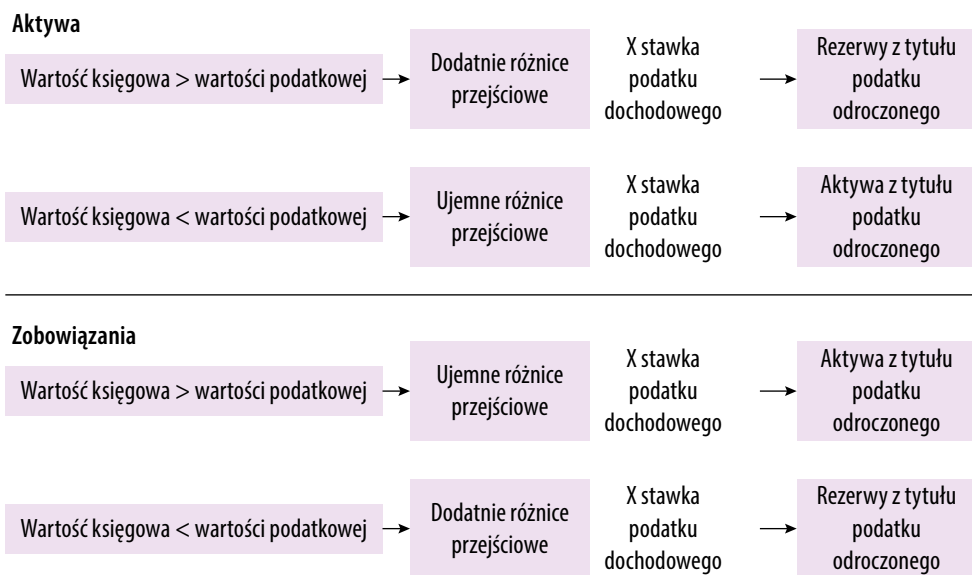 Aktywa
Wartość księgowa > wartości podatkowej
Dodatnie różnice
przejściowe
X stawka
podatku
dochodowego
Rezerwy z tytułu
podatku
odroczonego
Wartość księgowa < wartości podatkowej
Ujemne różnice
przejściowe
X stawka
podatku
dochodowego
Aktywa z tytułu
podatku
odroczonego
Zobowiązania
Wartość księgowa > wartości podatkowej
Ujemne różnice
przejściowe
X stawka
podatku
dochodowego
Aktywa z tytułu
podatku
odroczonego
Wartość księgowa < wartości podatkowej
Dodatnie różnice
przejściowe
X stawka
podatku
dochodowego
Rezerwy z tytułu
podatku
odroczonego